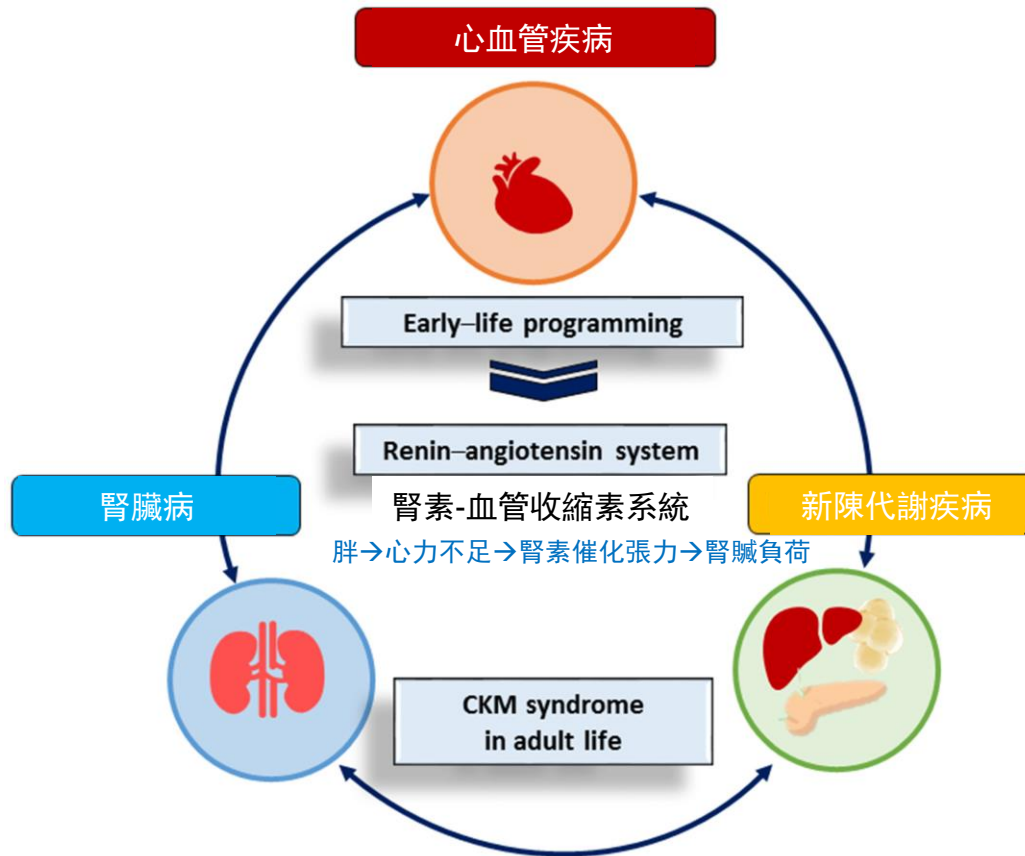 心血管疾病
Early–life programming
Renin–angiotensin system
腎臟病
腎素-血管收縮素系統
新陳代謝疾病
胖→心力不足→腎素催化張力→腎臓負荷
CKM syndrome
in adult life